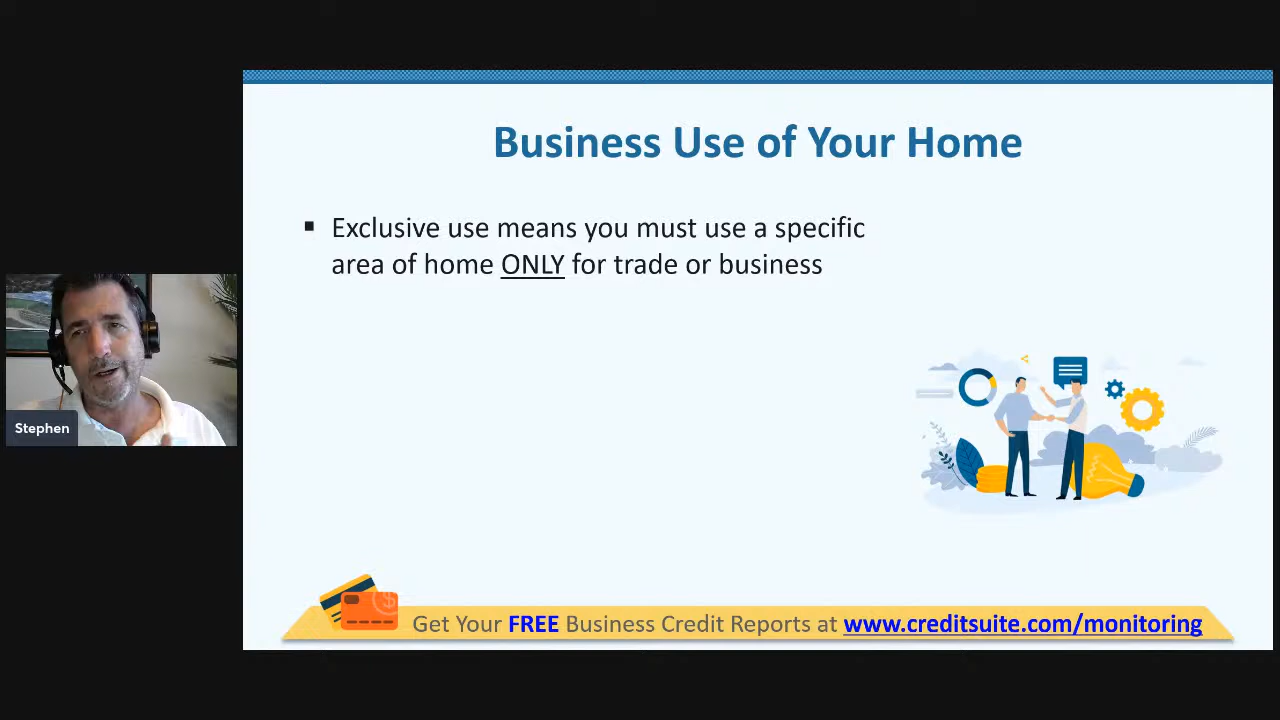 Business Use of Your Home
▪ Exclusive use means you must use a specific
area of home ONLY for trade or business
Stephen
Get Your FREE Business Credit Reports at www.creditsuite.com/monitoring